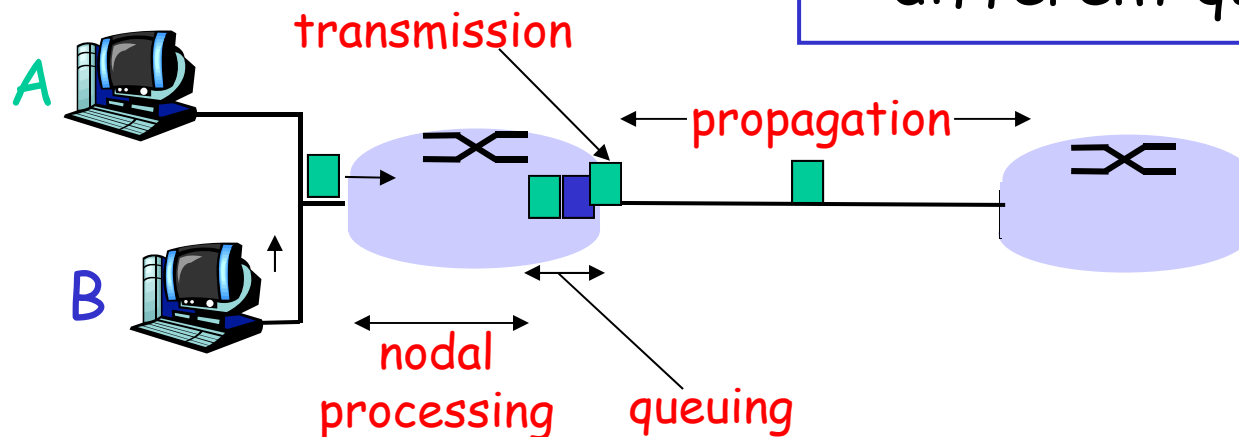 transmission
A
propagation
B
nodal
processing
queuing